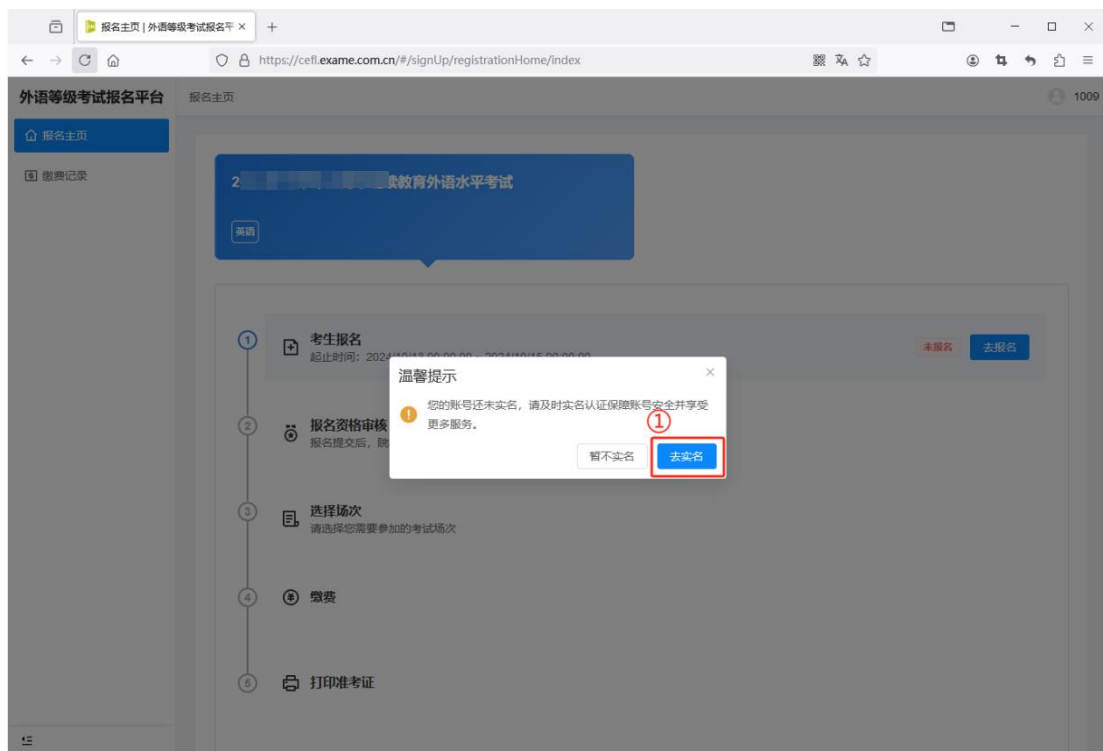 报名主页 | 外语等级考试报名平
https://cefl.exame.com.cn/#/signUp/registrationHome/index
外语等级考试报名平台
报名主页
1009
报名主页
缴费记录
2
教育外语水平考试
英语
1
考生报名
未报名
去报名
起止时间：2024/10/13 00:00:00 - 2024/10/15 00:00:00
温馨提示
您的账号还未实名，请及时实名认证保障账号安全并享受
更多服务。
①
暂不实名
去实名
2
报名资格审核
报名提交后，
3
选择场次
请选择您需要参加的考试场次
4
缴费
5
打印准考证